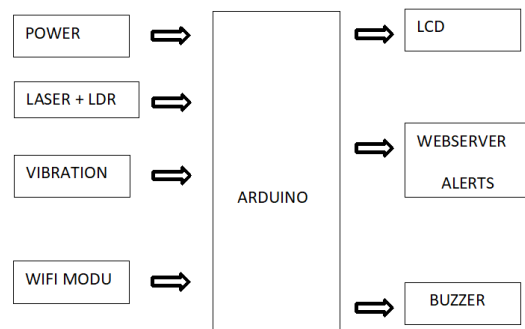 POWER
LASER + LDR
VIBRATION
WIFI MODU
ARDUINO
LCD
WEBSERVER
ALERTS
BUZZER